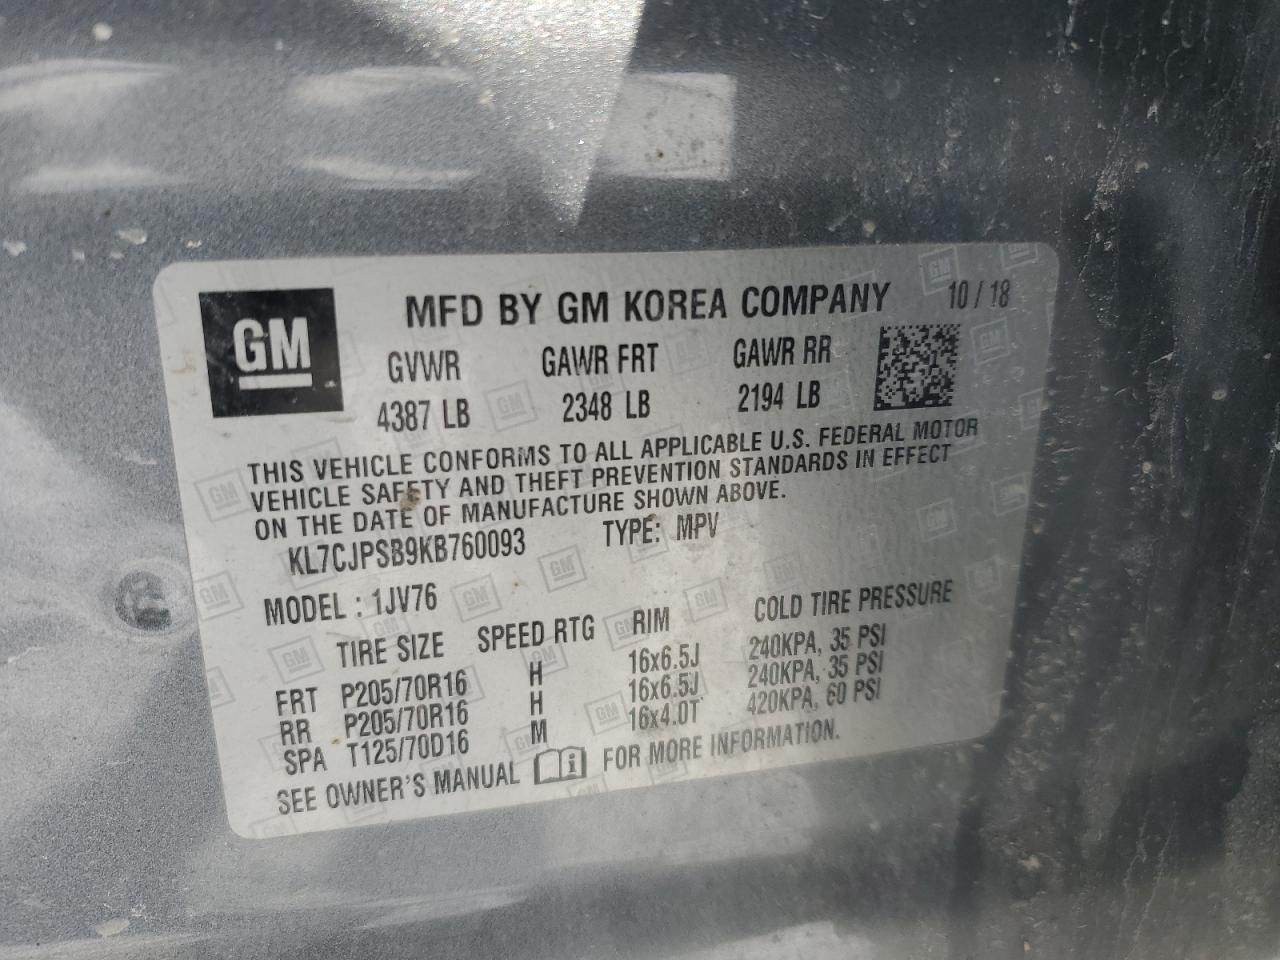 GM
MFD BY GM KOREA COMPANY 10 / 18
GVWR GAWR FRT GAWR RR
4387 LB 2348 LB 2194 LB
THIS VEHICLE CONFORMS TO ALL APPLICABLE U.S. FEDERAL MOTOR
VEHICLE SAFETY AND THEFT PREVENTION STANDARDS IN EFFECT
ON THE DATE OF MANUFACTURE SHOWN ABOVE.
KL7CJPSB9KB760093 TYPE: MPV
MODEL : 1JV76
TIRE SIZE SPEED RTG RIM COLD TIRE PRESSURE
FRT P205/70R16 H 16x6.5J 240KPA, 35 PSI
RR P205/70R16 H 16x6.5J 240KPA, 35 PSI
SPA T125/70D16 M 16x4.0T 420KPA, 60 PSI
SEE OWNER'S MANUAL i FOR MORE INFORMATION.